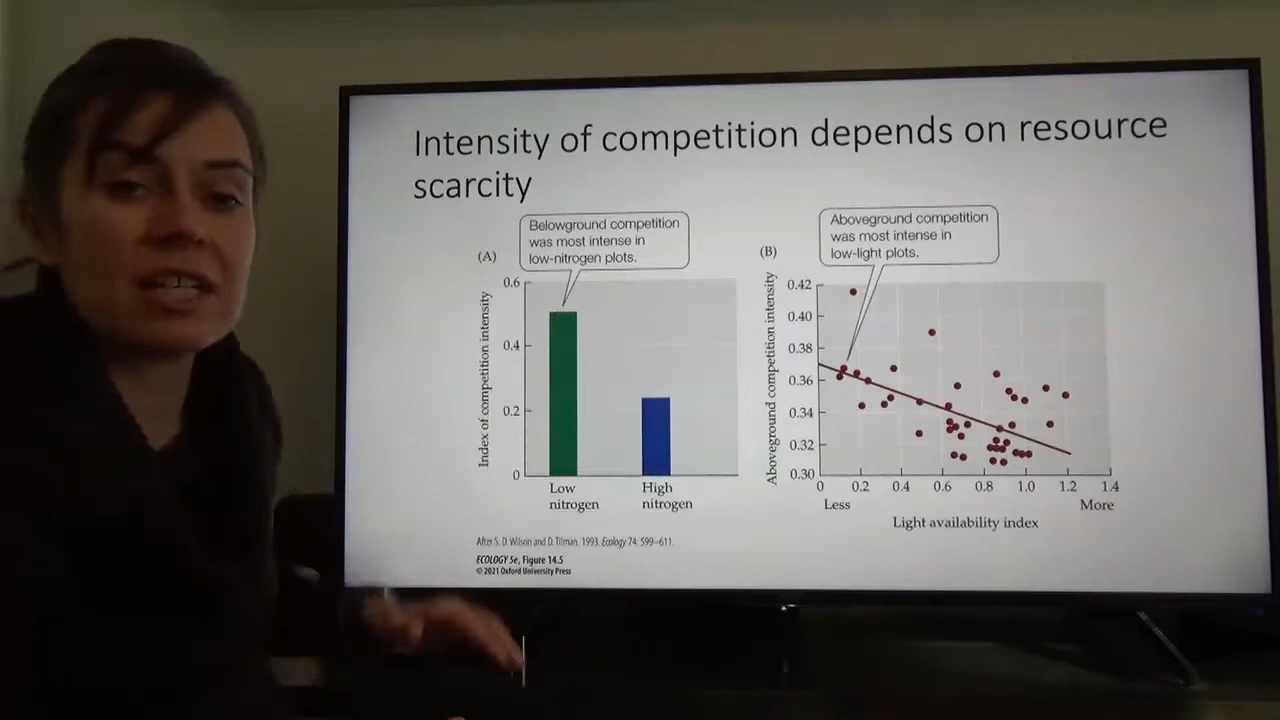 Intensity of competition depends on resource
scarcity
(A)
Belowground competition
was most intense in
low-nitrogen plots.
Index of competition intensity
0.6
0.4
0.2
0
Low
nitrogen
High
nitrogen
(B)
Aboveground competition
was most intense in
low-light plots.
Aboveground competition intensity
0.42
0.40
0.38
0.36
0.34
0.32
0.30
0 0.2 0.4 0.6 0.8 1.0 1.2 1.4
Less More
Light availability index
After S. D. Wilson and D. Tilman. 1993. Ecology 74: 599–611.
ECOLOGY 5e, Figure 14.5
© 2021 Oxford University Press